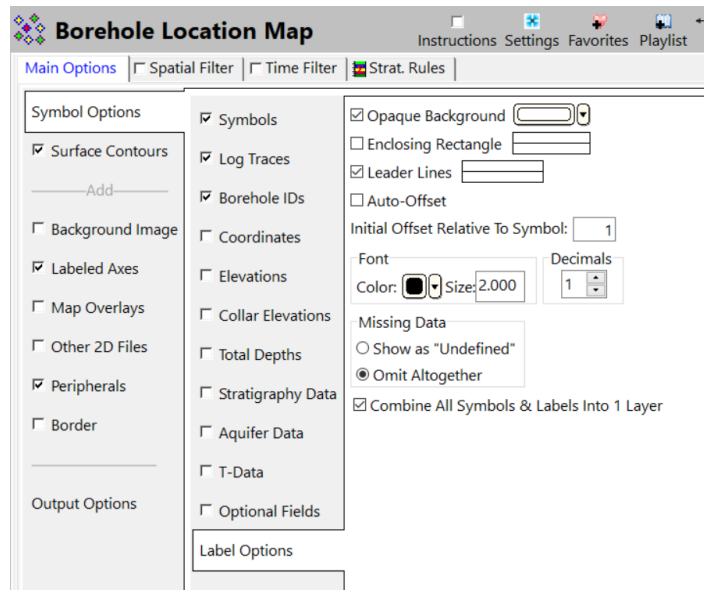 Borehole Location Map
Instructions Settings Favorites Playlist
Main Options Spatial Filter Time Filter Strat. Rules
Symbol Options
Surface Contours
Add
Background Image
Labeled Axes
Map Overlays
Other 2D Files
Peripherals
Border
Output Options
Symbols
Log Traces
Borehole IDs
Coordinates
Elevations
Collar Elevations
Total Depths
Stratigraphy Data
Aquifer Data
T-Data
Optional Fields
Label Options
Opaque Background
Enclosing Rectangle
Leader Lines
Auto-Offset
Initial Offset Relative To Symbol: 1
Font
Color: Size: 2.000
Decimals
1
Missing Data
Show as "Undefined"
Omit Altogether
Combine All Symbols & Labels Into 1 Layer